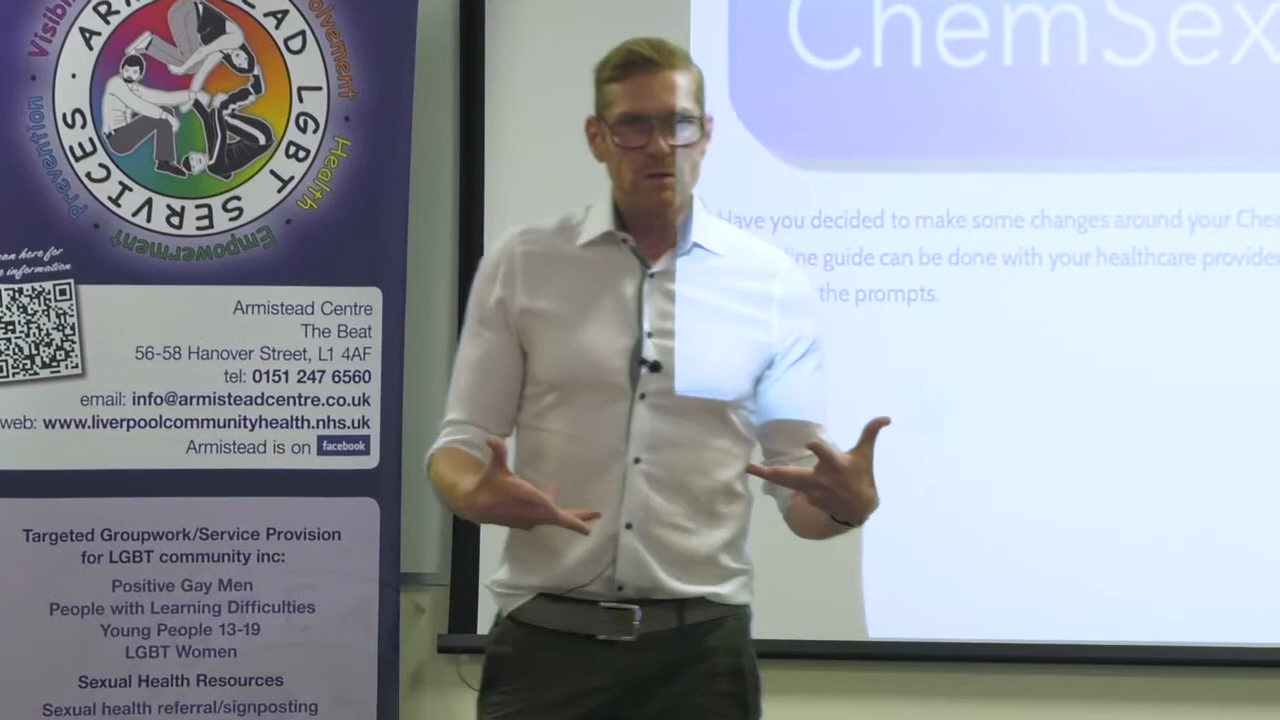 ARMISTEAD LGBT SERVICES
Health
Empowerment
Prevention
Armistead Centre
The Beat
56-58 Hanover Street, L1 4AF
tel: 0151 247 6560
email: info@armisteadcentre.co.uk
web: www.liverpoolcommunityhealth.nhs.uk
Armistead is on facebook
Targeted Groupwork/Service Provision
for LGBT community inc:
Positive Gay Men
People with Learning Difficulties
Young People 13-19
LGBT Women
Sexual Health Resources
Sexual health referral/signposting
ChemSex
Have you decided to make some changes around your
guide can be done with your healthcare provider
the prompts.